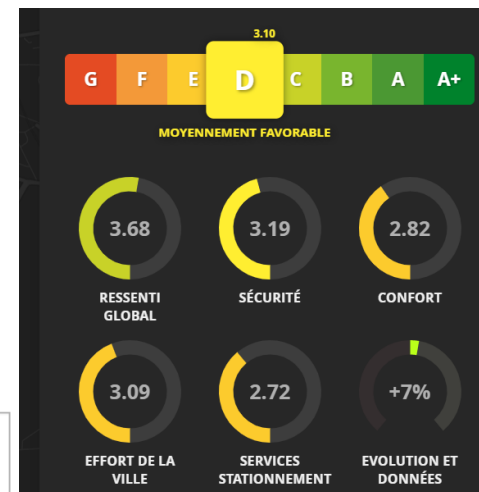 3.10
G F E D C B A A+
MOYENNEMENT FAVORABLE
3.68 3.19 2.82
RESSENTI
GLOBAL
SÉCURITÉ
CONFORT
3.09 2.72 +7%
EFFORT DE LA
VILLE
SERVICES
STATIONNEMENT
EVOLUTION ET
DONNÉES